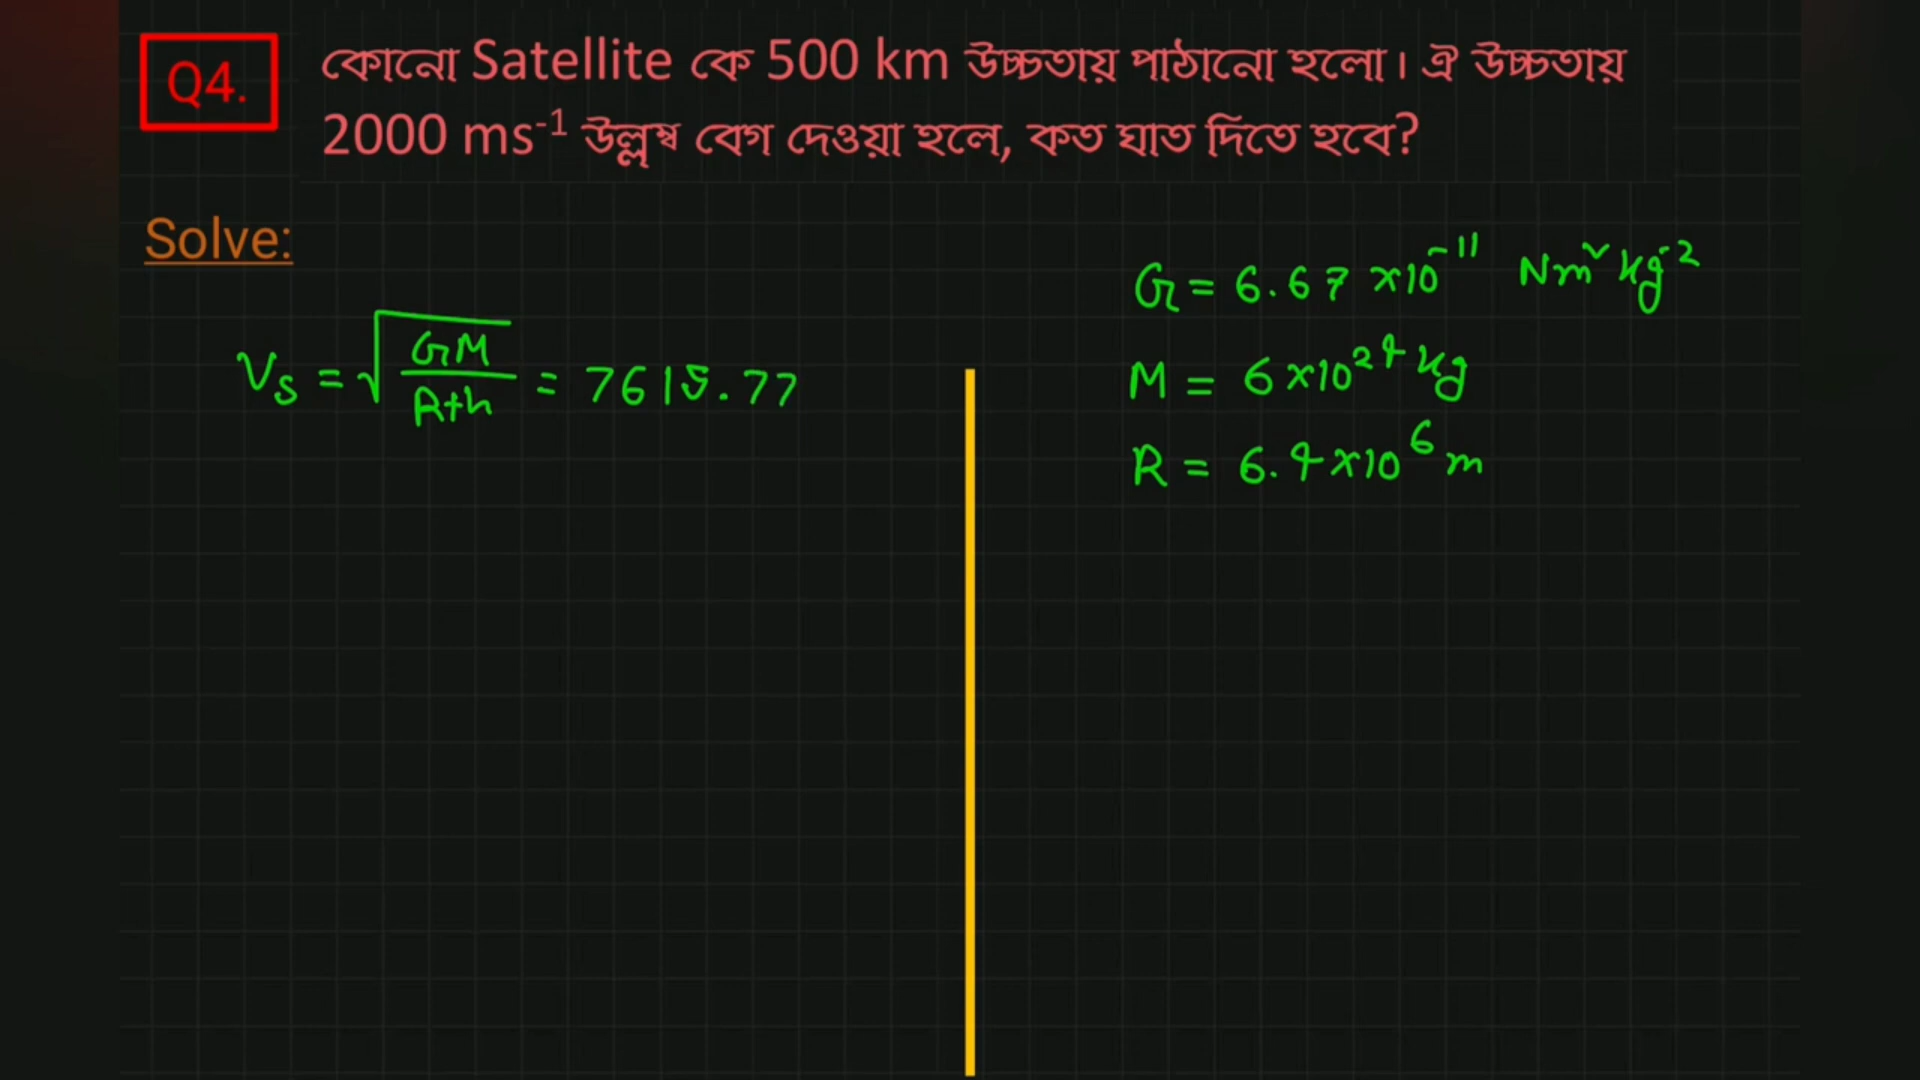 Q4.
কোনো Satellite কে 500 km উচ্চতায় পাঠানো হলো। ঐ উচ্চতায়
2000 ms⁻¹ উল্লম্ব বেগ দেওয়া হলে, কত ঘাত দিতে হবে?
Solve:
Vs = √(GM/R+h) = 7615.77
G = 6.67 ×10⁻¹¹ Nm² kg⁻²
M = 6×10²⁴ kg
R = 6.4×10⁶ m